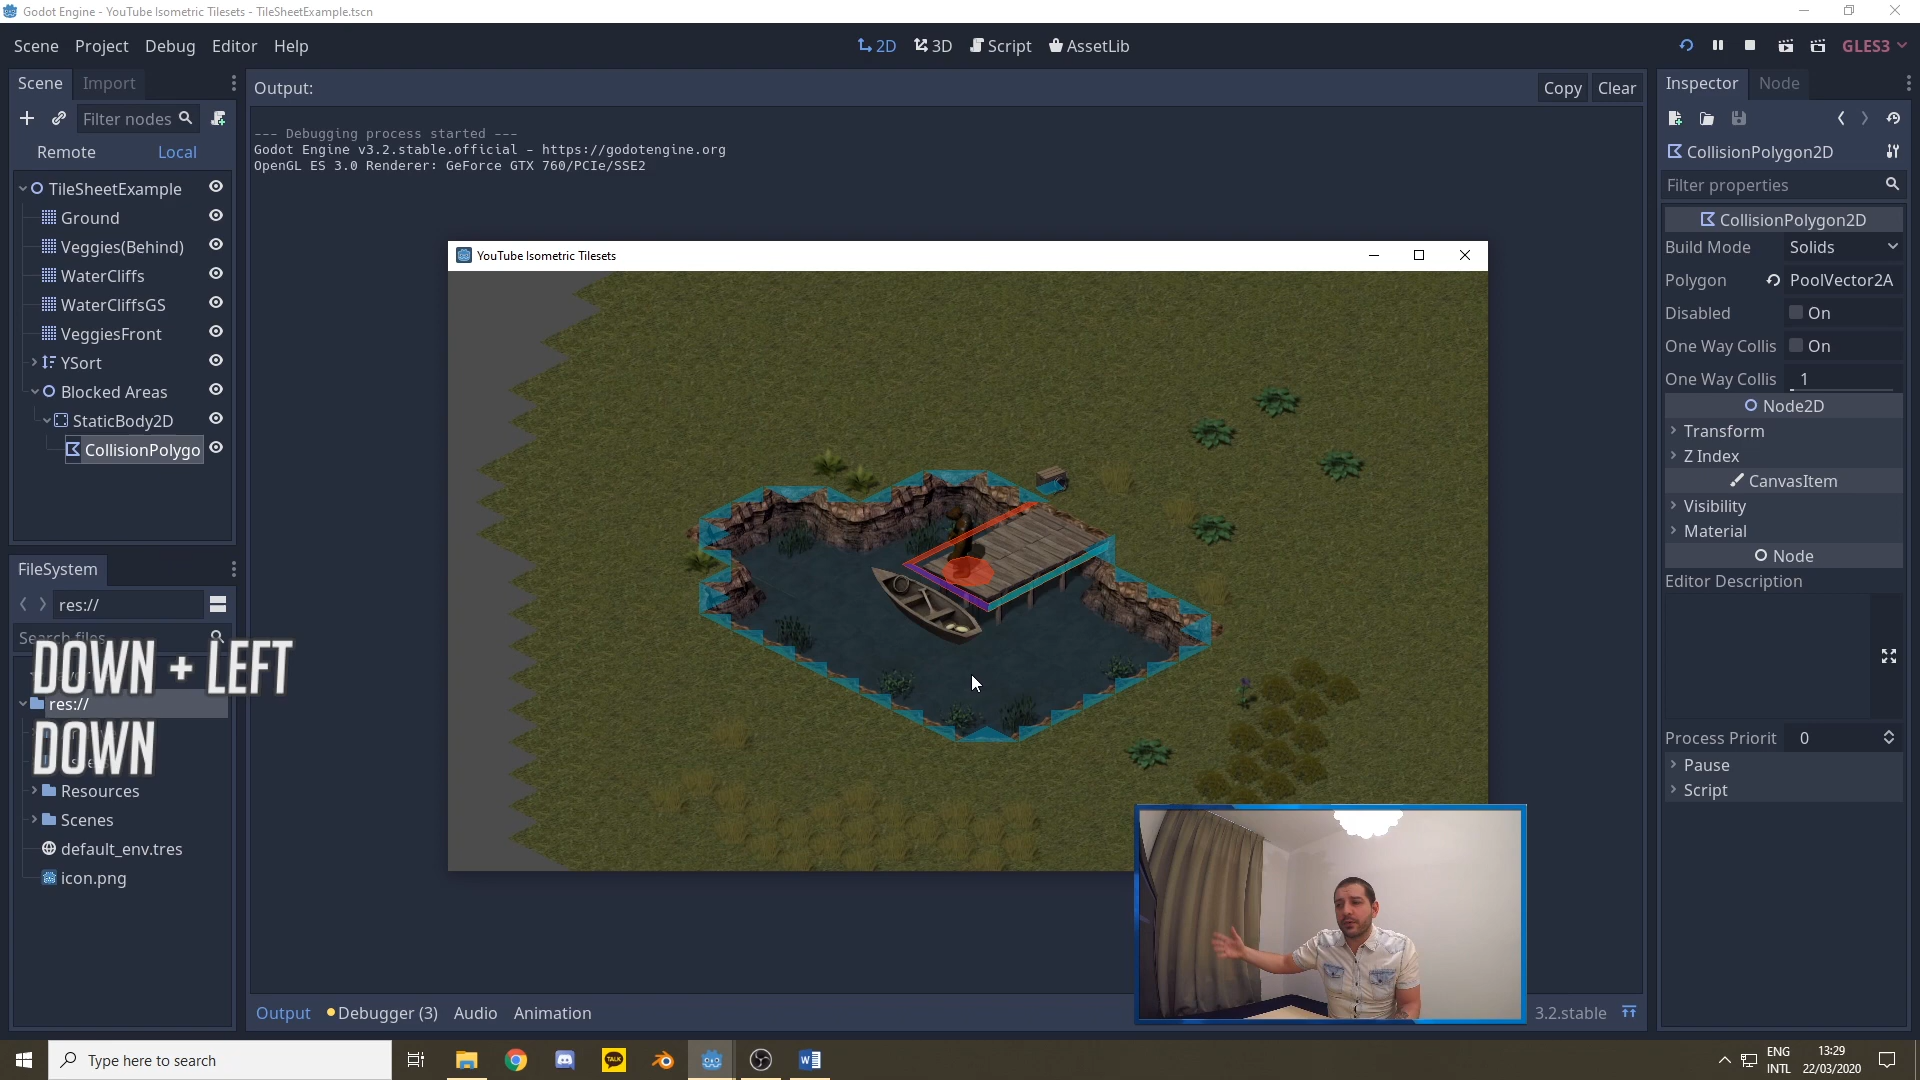 Godot Engine - YouTube Isometric Tilesets - TileSheetExample.tscn
Scene Project Debug Editor Help
2D 3D Script AssetLib
GLES3
Scene Import
Filter nodes
Remote Local
TileSheetExample
Ground
Veggies(Behind)
WaterCliffs
WaterCliffsGS
VeggiesFront
YSort
Blocked Areas
StaticBody2D
CollisionPolygo
FileSystem
res://
Search files
DOWN + LEFT
res://
DOWN
Resources
Scenes
default_env.tres
icon.png
Output:
Copy Clear
--- Debugging process started ---
Godot Engine v3.2.stable.official - https://godotengine.org
OpenGL ES 3.0 Renderer: GeForce GTX 760/PCIe/SSE2
YouTube Isometric Tilesets
Output Debugger (3) Audio Animation
3.2.stable
Inspector Node
CollisionPolygon2D
Filter properties
CollisionPolygon2D
Build Mode Solids
Polygon PoolVector2A
Disabled On
One Way Collis On
One Way Collis 1
Node2D
Transform
Z Index
CanvasItem
Visibility
Material
Node
Editor Description
Process Priorit 0
Pause
Script
Type here to search
TALK
ENG
INTL
13:29
22/03/2020